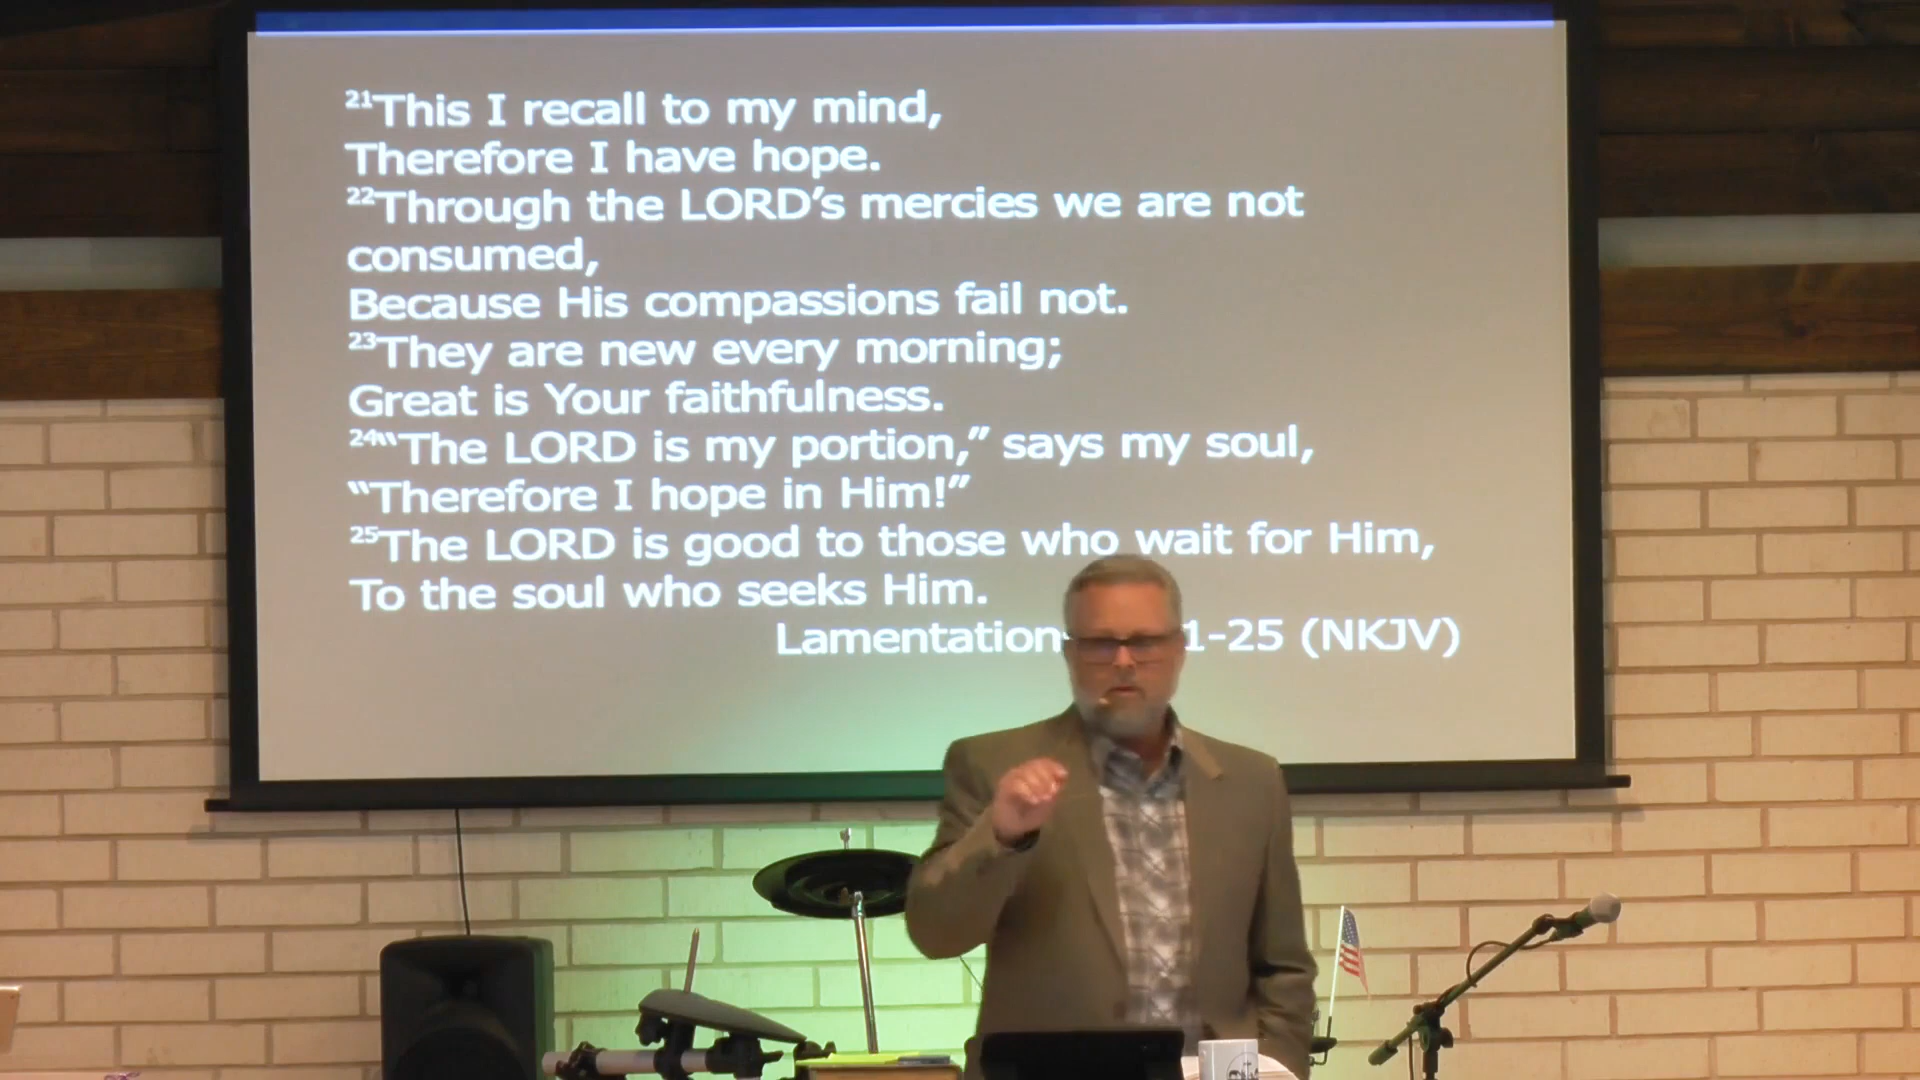 ²¹This I recall to my mind,
Therefore I have hope.
²²Through the LORD’s mercies we are not
consumed,
Because His compassions fail not.
²³They are new every morning;
Great is Your faithfulness.
²⁴“The LORD is my portion,” says my soul,
“Therefore I hope in Him!”
²⁵The LORD is good to those who wait for Him,
To the soul who seeks Him.
1-25 (NKJV)